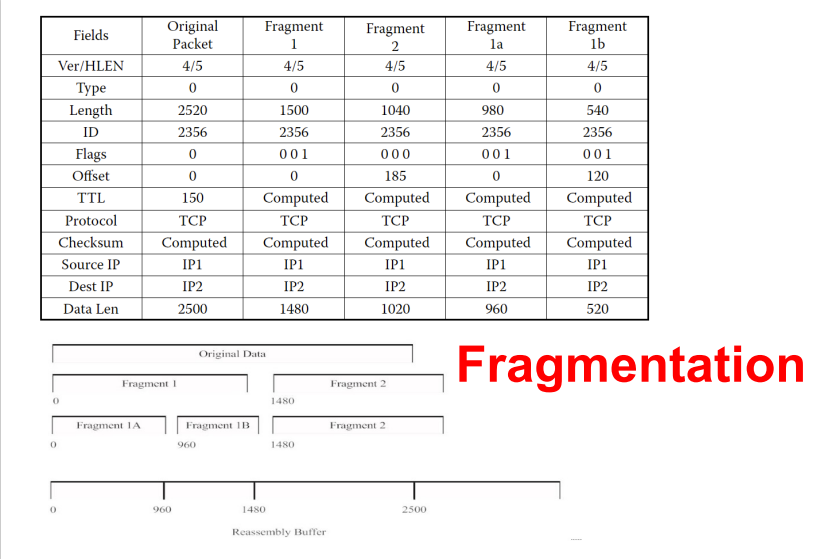 Fields Original Packet Fragment 1 Fragment 2 Fragment 1a Fragment 1b
Ver/HLEN 4/5 4/5 4/5 4/5 4/5
Type 0 0 0 0 0
Length 2520 1500 1040 980 540
ID 2356 2356 2356 2356 2356
Flags 0 0 0 1 0 0 0 0 0 1 0 0 1
Offset 0 0 185 0 120
TTL 150 Computed Computed Computed Computed
Protocol TCP TCP TCP TCP TCP
Checksum Computed Computed Computed Computed Computed
Source IP IP1 IP1 IP1 IP1 IP1
Dest IP IP2 IP2 IP2 IP2 IP2
Data Len 2500 1480 1020 960 520
Fragmentation
Original Data
Fragment 1 Fragment 2
0 1480
Fragment 1A Fragment 1B Fragment 2
0 960 1480
0 960 1480 2500
Reassembly Buffer